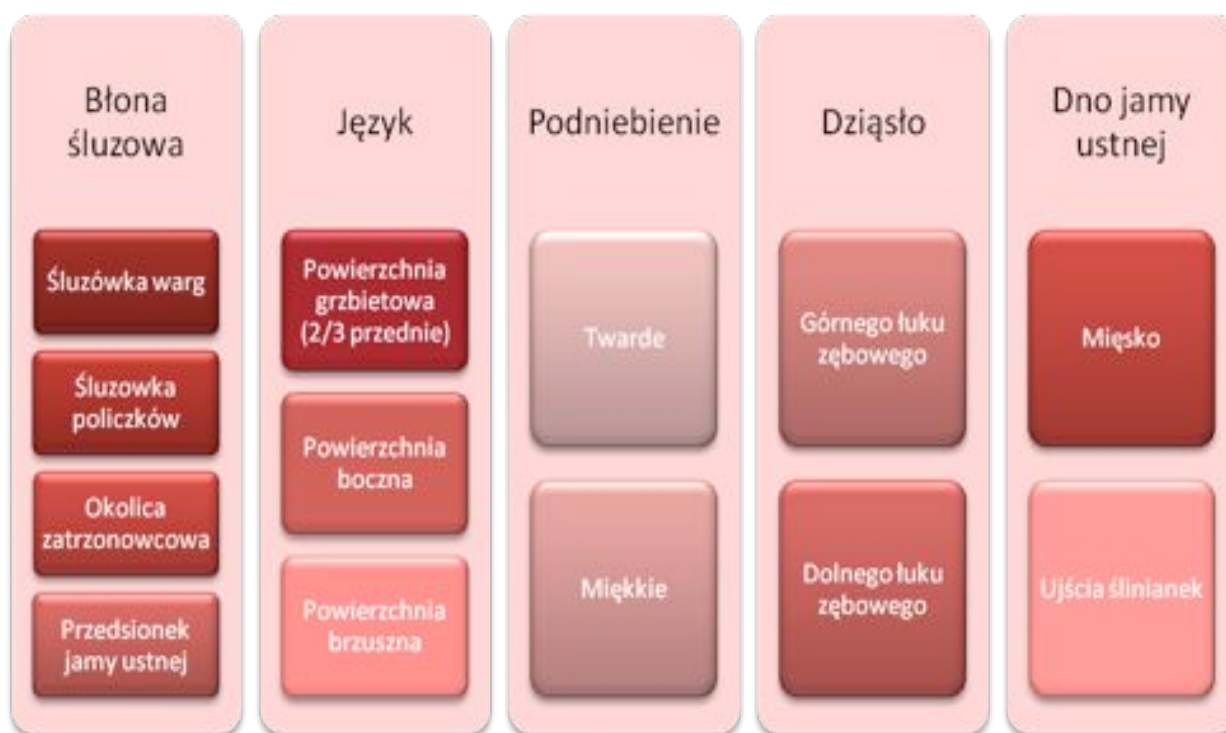 Błona
śluzowa
Śluzówka warg
Śluzowka
policzków
Okolica
zatrzonowcowa
Przedsionek
jamy ustnej
Język
Powierzchnia
grzbietowa
(2/3 przednie)
Powierzchnia
boczna
Powierzchnia
brzuszna
Podniebienie
Twarde
Miękkie
Dziąsło
Górnego łuku
zębowego
Dolnego łuku
zębowego
Dno jamy
ustnej
Mięsko
Ujścia ślinianek